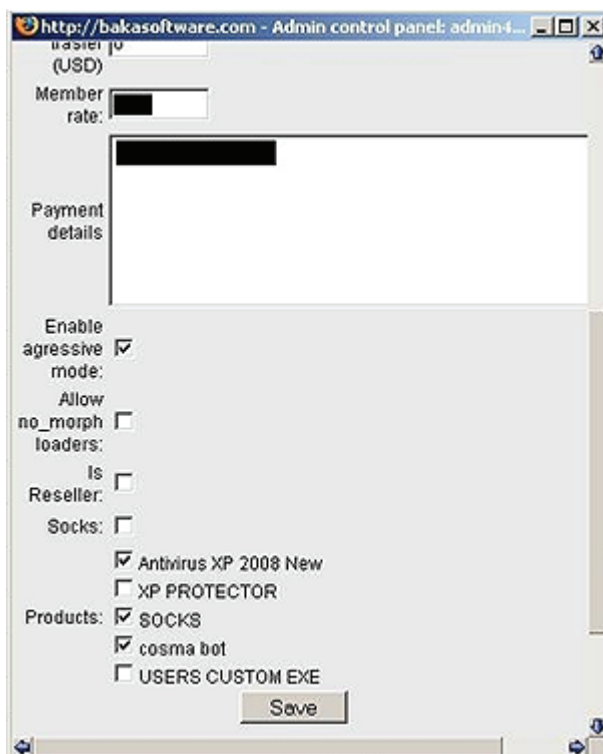 http://bakasoftware.com - Admin control panel: admin4...
(USD)
Member
rate:
Payment
details
Enable
agressive
mode:
Allow
no_morph
loaders:
Is
Reseller:
Socks:
Antivirus XP 2008 New
XP PROTECTOR
Products: SOCKS
cosma bot
USERS CUSTOM EXE
Save